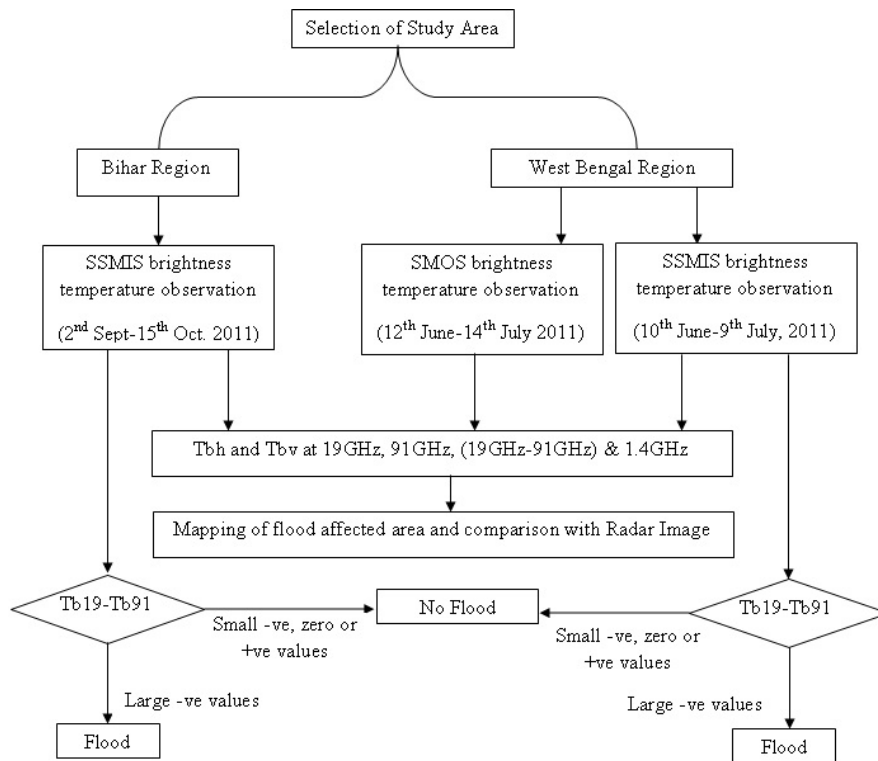 Selection of Study Area
Bihar Region
West Bengal Region
SSMIS brightness
temperature observation
(2nd Sept-15th Oct. 2011)
SMOS brightness
temperature observation
(12th June-14th July 2011)
SSMIS brightness
temperature observation
(10th June-9th July, 2011)
Tbh and Tbv at 19GHz, 91GHz, (19GHz-91GHz) & 1.4GHz
Mapping of flood affected area and comparison with Radar Image
Tb19-Tb91
No Flood
Tb19-Tb91
Small -ve, zero or
+ve values
Small -ve, zero or
+ve values
Large -ve values
Large -ve values
Flood
Flood